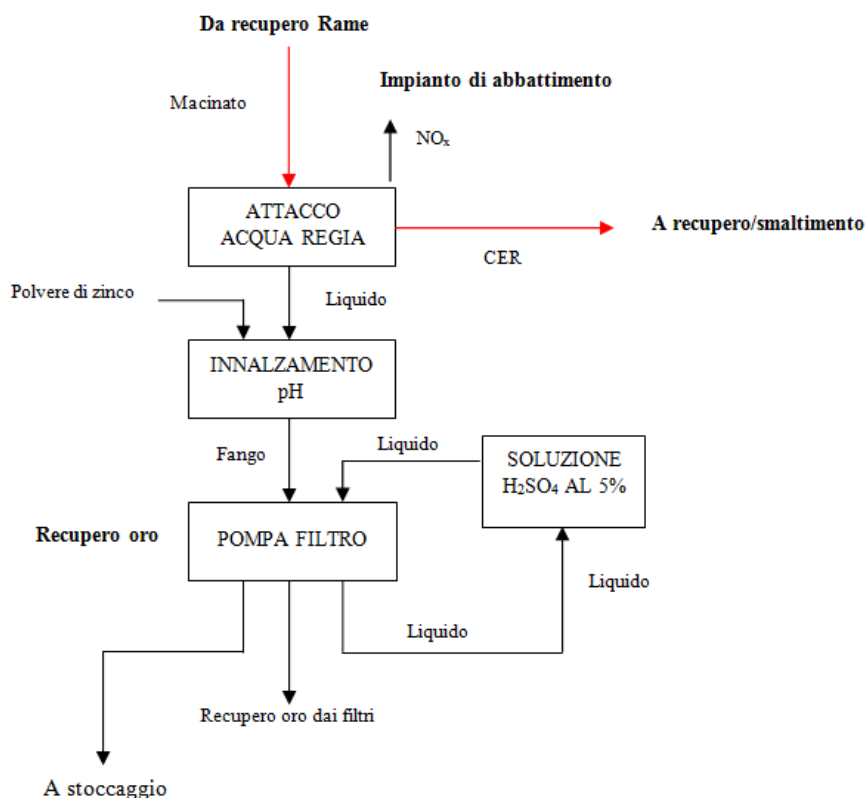 Da recupero Rame
Impianto di abbattimento
Macinato
NOₓ
ATTACCO
ACQUA REGIA
A recupero/smaltimento
CER
Polvere di zinco
Liquido
INNALZAMENTO
pH
Fango
Liquido
SOLUZIONE
H₂SO₄ AL 5%
Recupero oro
POMPA FILTRO
Liquido
Liquido
Recupero oro dai filtri
A stoccaggio